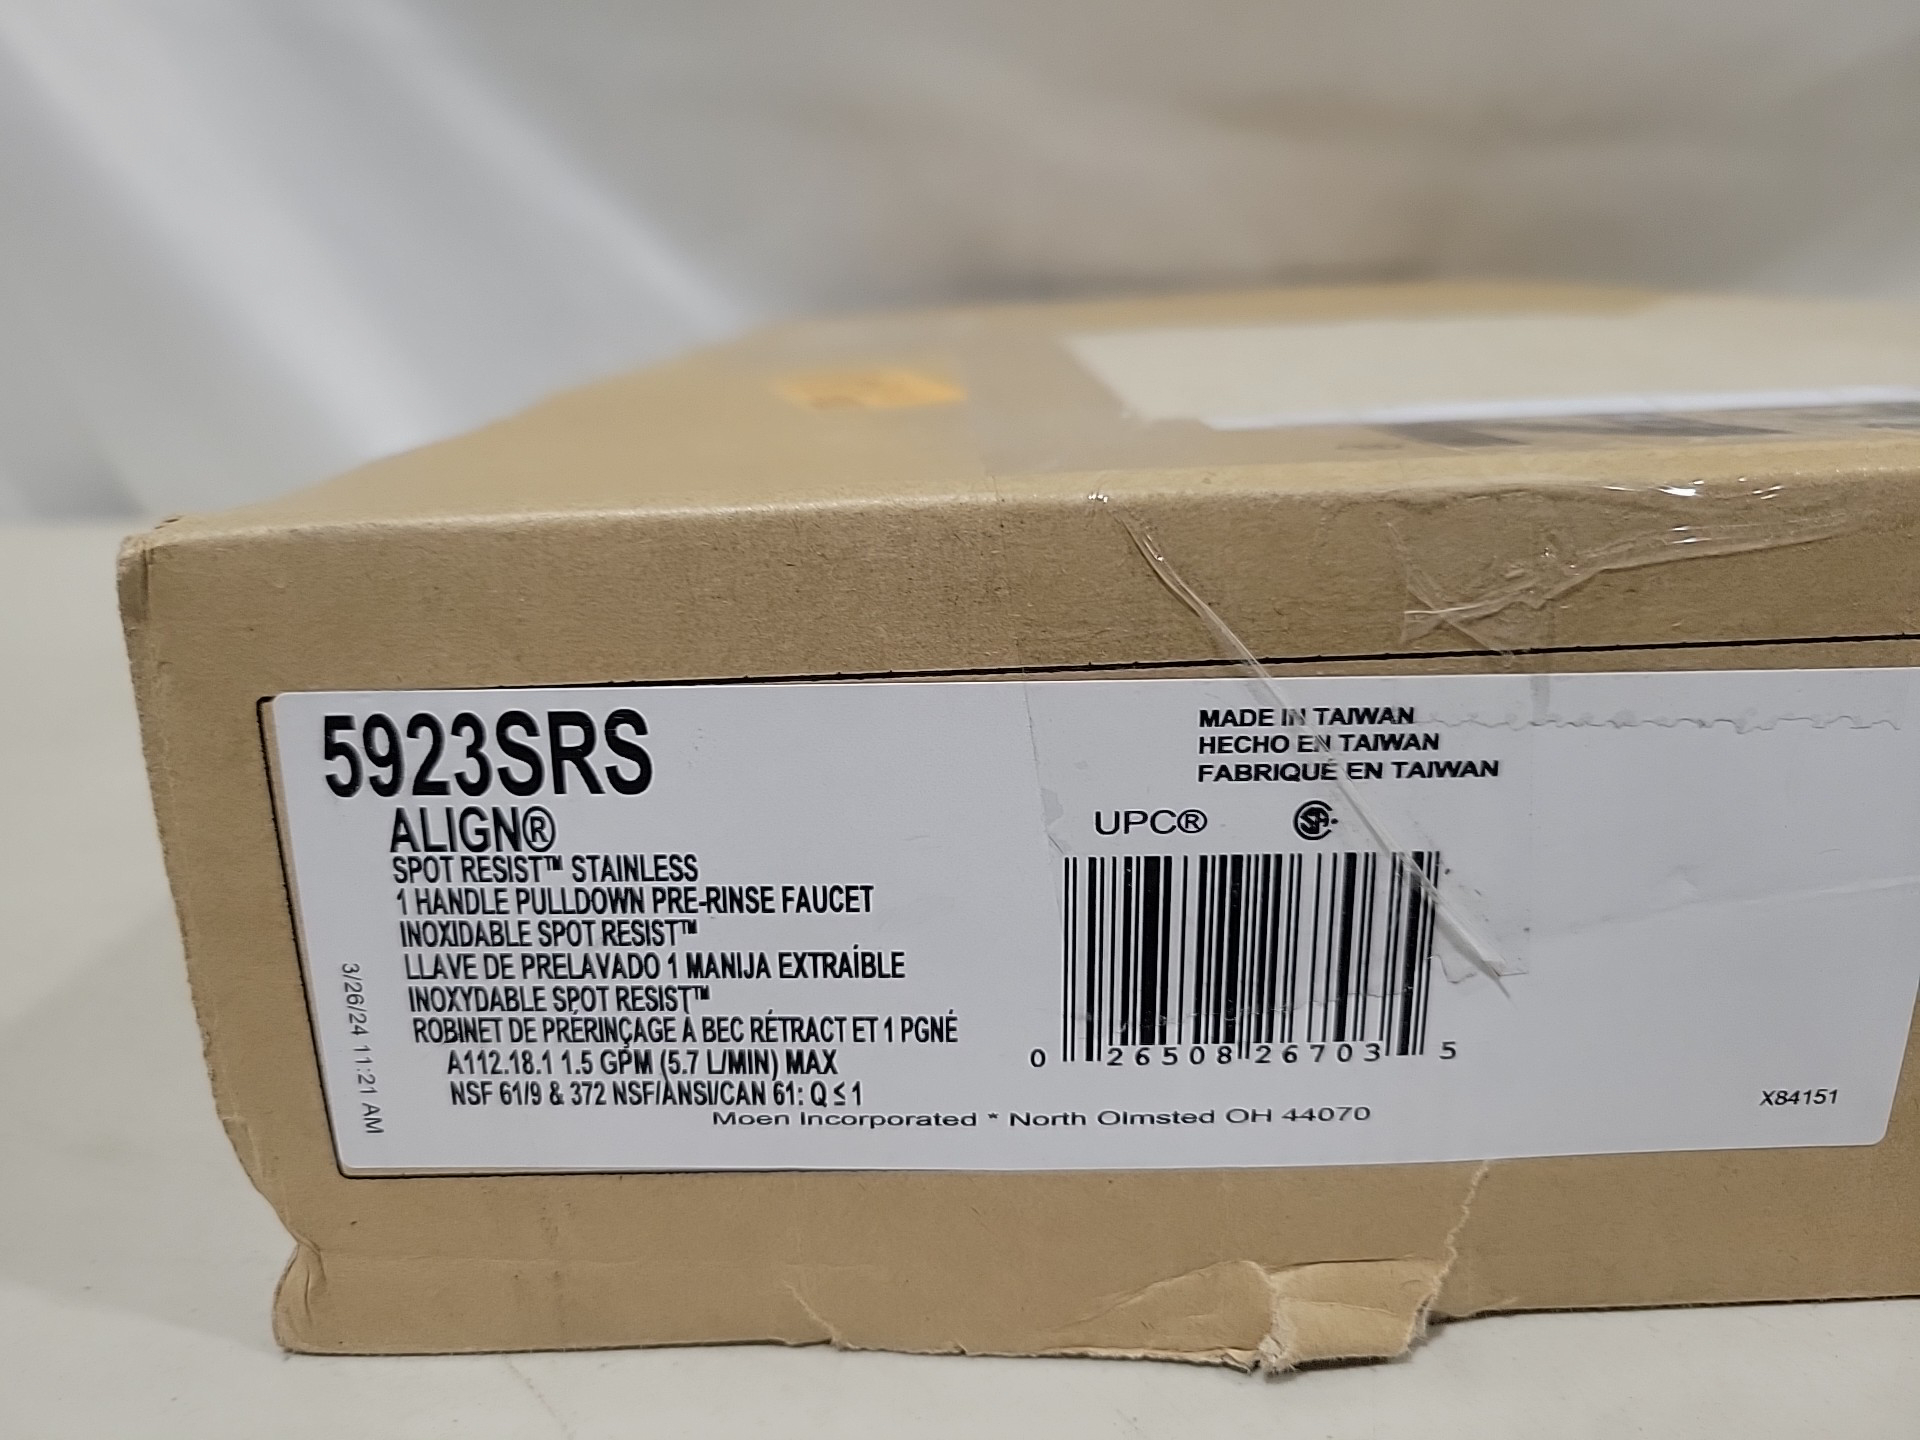 5923SRS
ALIGN®
SPOT RESIST™ STAINLESS
1 HANDLE PULLDOWN PRE-RINSE FAUCET
INOXIDABLE SPOT RESIST™
LLAVE DE PRELAVADO 1 MANIJA EXTRAÍBLE
INOXYDABLE SPOT RESIST™
ROBINET DE PRÉRINÇAGE À BEC RÉTRACT ET 1 PGNÉ
A112.18.1 1.5 GPM (5.7 L/MIN) MAX
NSF 61/9 & 372 NSF/ANSI/CAN 61: Q ≤ 1
3/26/24 11:21 AM
MADE IN TAIWAN
HECHO EN TAIWAN
FABRIQUÉ EN TAIWAN
UPC®
0 26508 26703 5
X84151
Moen Incorporated * North Olmsted OH 44070